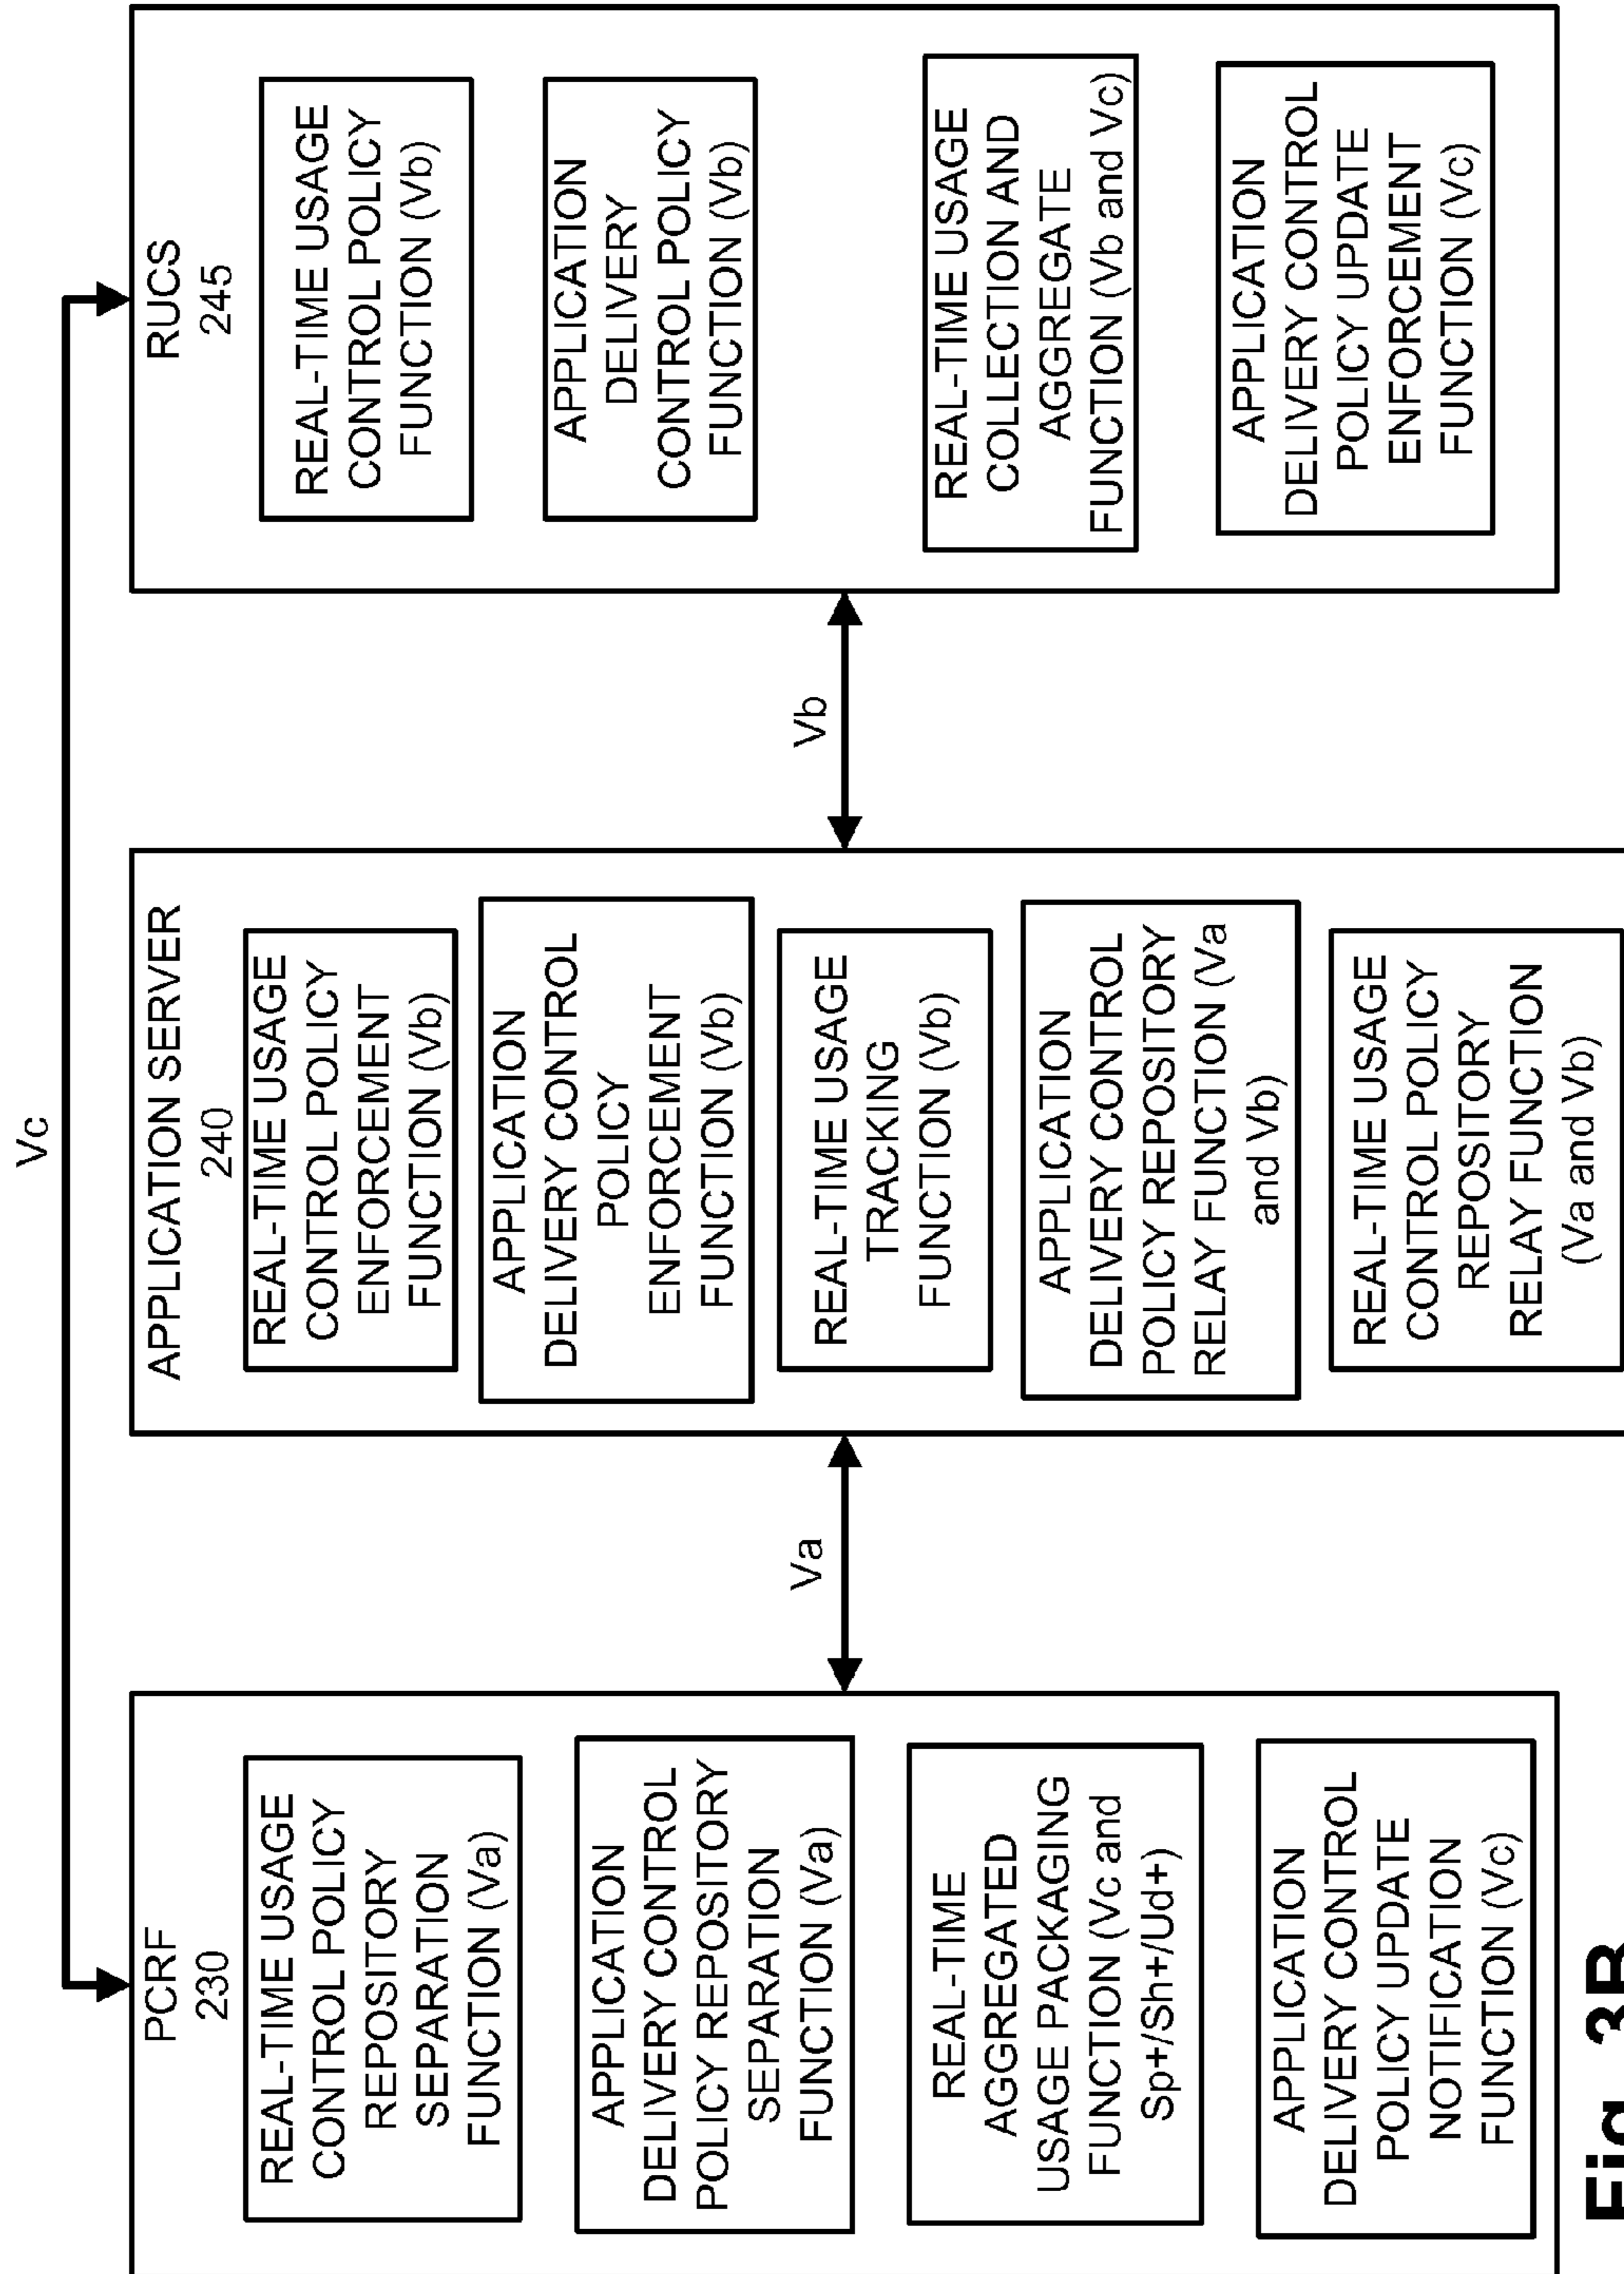 Vc
PCRF
230
REAL-TIME USAGE
CONTROL POLICY
REPOSITORY
SEPARATION
FUNCTION (Va)
APPLICATION
DELIVERY CONTROL
POLICY REPOSITORY
SEPARATION
FUNCTION (Va)
REAL-TIME
AGGREGATED
USAGE PACKAGING
FUNCTION (Vc and
Sp+/Sh+/Ud+)
APPLICATION
DELIVERY CONTROL
POLICY UPDATE
NOTIFICATION
FUNCTION (Vc)
Va
APPLICATION SERVER
240
REAL-TIME USAGE
CONTROL POLICY
ENFORCEMENT
FUNCTION (Vb)
APPLICATION
DELIVERY CONTROL
POLICY
ENFORCEMENT
FUNCTION (Vb)
REAL-TIME USAGE
TRACKING
FUNCTION (Vb)
APPLICATION
DELIVERY CONTROL
POLICY REPOSITORY
RELAY FUNCTION (Va
and Vb)
REAL-TIME USAGE
CONTROL POLICY
REPOSITORY
RELAY FUNCTION
(Va and Vb)
Vb
RUCS
245
REAL-TIME USAGE
CONTROL POLICY
FUNCTION (Vb)
APPLICATION
DELIVERY
CONTROL POLICY
FUNCTION (Vb)
REAL-TIME USAGE
COLLECTION AND
AGGREGATE
FUNCTION (Vb and Vc)
APPLICATION
DELIVERY CONTROL
POLICY UPDATE
ENFORCEMENT
FUNCTION (Vc)
Fig. 3B